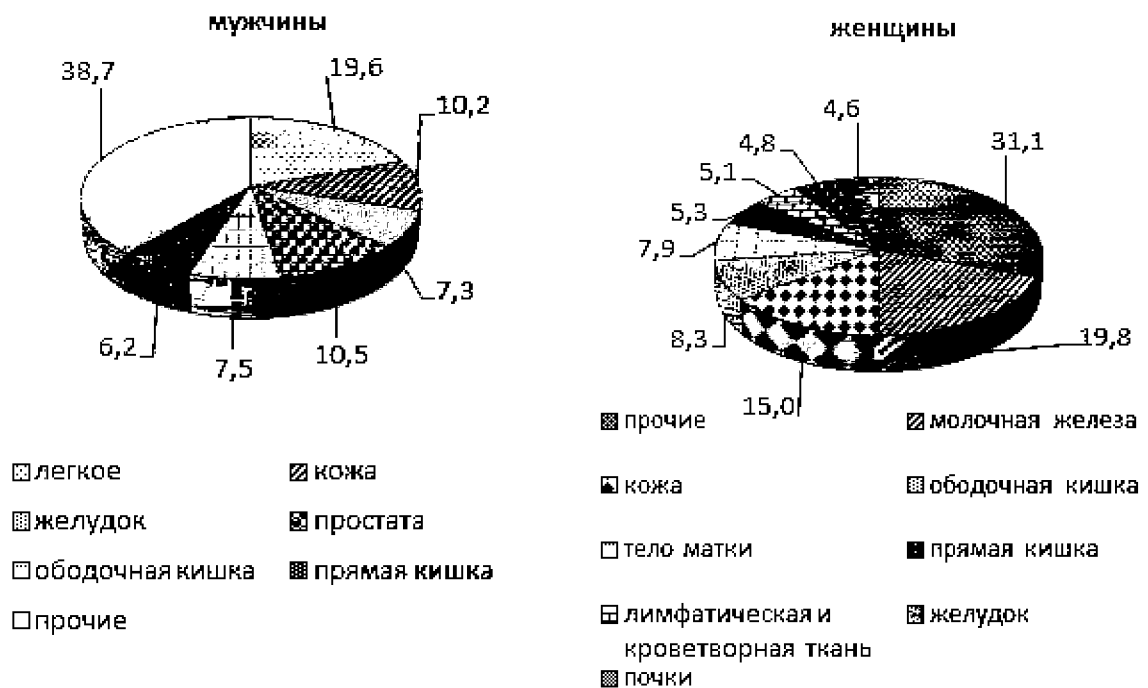 мужчины
38,7
19,6
10,2
7,3
10,5
7,5
6,2
легкое
кожа
желудок
простата
ободочная кишка
прямая кишка
прочие
женщины
4,6
31,1
4,8
5,1
5,3
7,9
8,3
15,0
19,8
прочие
молочная железа
кожа
ободочная кишка
тело матки
прямая кишка
лимфатическая и
кроветворная ткань
желудок
почки